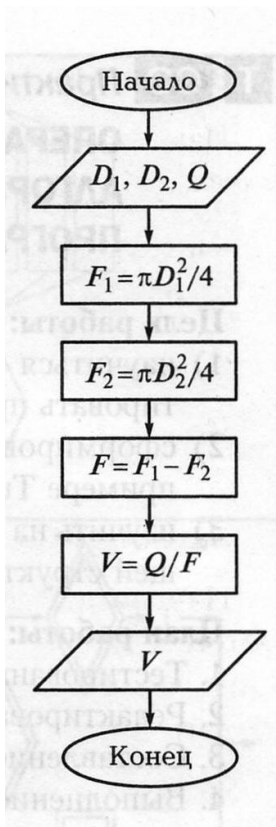 Начало
D₁, D₂, Q
F₁=πD₁²/4
F₂=πD₂²/4
F=F₁−F₂
V=Q/F
V
Конец